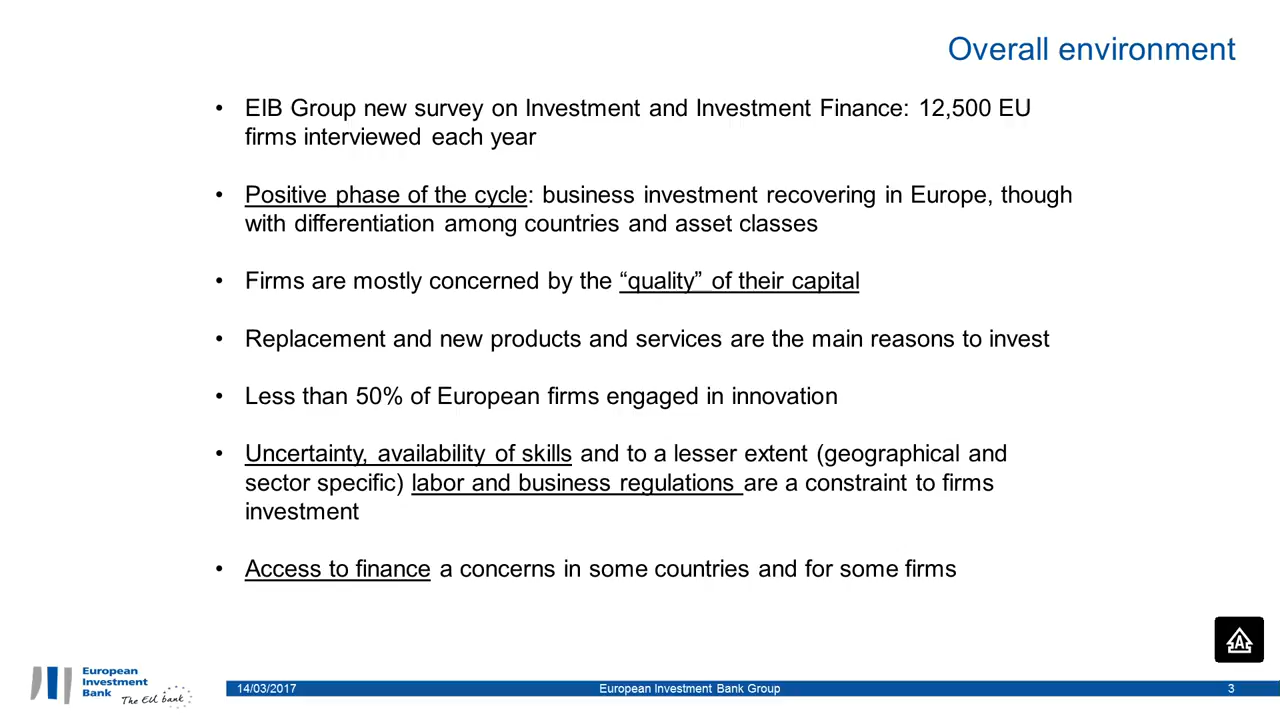 Overall environment
• EIB Group new survey on Investment and Investment Finance: 12,500 EU
firms interviewed each year
• Positive phase of the cycle: business investment recovering in Europe, though
with differentiation among countries and asset classes
• Firms are mostly concerned by the “quality” of their capital
• Replacement and new products and services are the main reasons to invest
• Less than 50% of European firms engaged in innovation
• Uncertainty, availability of skills and to a lesser extent (geographical and
sector specific) labor and business regulations are a constraint to firms
investment
• Access to finance a concerns in some countries and for some firms
A
European
Investment
Bank
The EU bank
14/03/2017
European Investment Bank Group
3